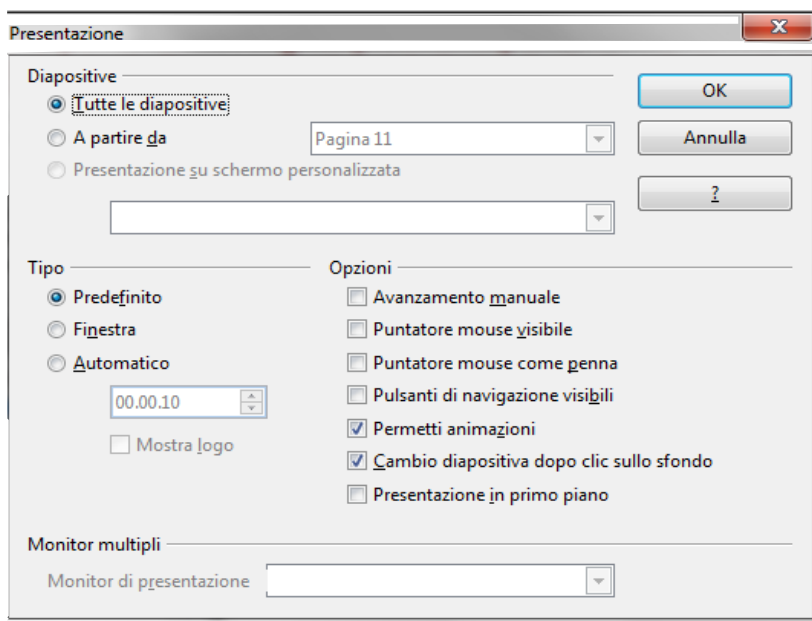 Presentazione
Diapositive
Tutte le diapositive
OK
A partire da
Pagina 11
Annulla
Presentazione su schermo personalizzata
?
Tipo
Opzioni
Predefinito
Avanzamento manuale
Finestra
Puntatore mouse visibile
Automatico
Puntatore mouse come penna
00.00.10
Pulsanti di navigazione visibili
Mostra logo
Permetti animazioni
Cambio diapositiva dopo clic sullo sfondo
Presentazione in primo piano
Monitor multipli
Monitor di presentazione